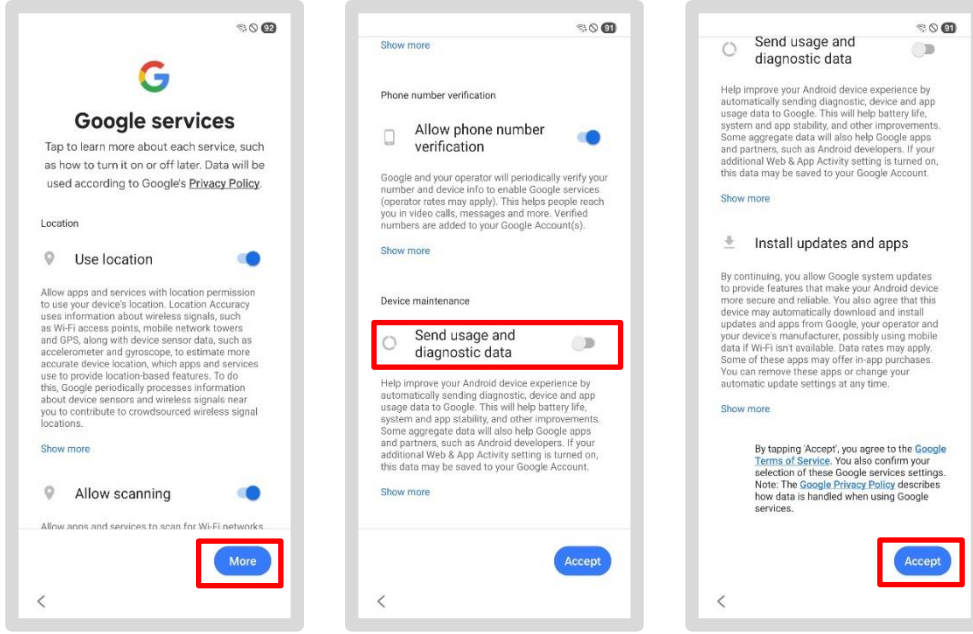 92
G
Google services
Tap to learn more about each service, such
as how to turn it on or off later. Data will be
used according to Google's Privacy Policy.
Location
Use location
Allow apps and services with location permission
to use your device's location. Location Accuracy
uses information about wireless signals, such
as Wi-Fi access points, mobile network towers
and GPS, along with device sensor data, such as
accelerometer and gyroscope, to estimate more
accurate device location, which apps and services
use to provide location-based features. To do
this, Google periodically processes information
about device sensors and wireless signals near
you to contribute to crowdsourced wireless signal
locations.
Show more
Allow scanning
Allow apps and services to scan for Wi-Fi networks
More
91
Show more
Phone number verification
Allow phone number
verification
Google and your operator will periodically verify your
number and device info to enable Google services
(operator rates may apply). This helps people reach
you in video calls, messages and more. Verified
numbers are added to your Google Account(s).
Show more
Device maintenance
Send usage and
diagnostic data
Help improve your Android device experience by
automatically sending diagnostic, device and app
usage data to Google. This will help battery life,
system and app stability, and other improvements.
Some aggregate data will also help Google apps
and partners, such as Android developers. If your
additional Web & App Activity setting is turned on,
this data may be saved to your Google Account.
Show more
Accept
91
Send usage and
diagnostic data
Help improve your Android device experience by
automatically sending diagnostic, device and app
usage data to Google. This will help battery life,
system and app stability, and other improvements.
Some aggregate data will also help Google apps
and partners, such as Android developers. If your
additional Web & App Activity setting is turned on,
this data may be saved to your Google Account.
Show more
Install updates and apps
By continuing, you allow Google system updates
to provide features that make your Android device
more secure and reliable. You also agree that this
device may automatically download and install
updates and apps from Google, your operator and
your device's manufacturer, possibly using mobile
data if Wi-Fi isn't available. Data rates may apply.
Some of these apps may offer in-app purchases.
You can remove these apps or change your
automatic update settings at any time.
Show more
By tapping 'Accept', you agree to the Google
Terms of Service. You also confirm your
selection of these Google services settings.
Note: The Google Privacy Policy describes
how data is handled when using Google
services.
Accept